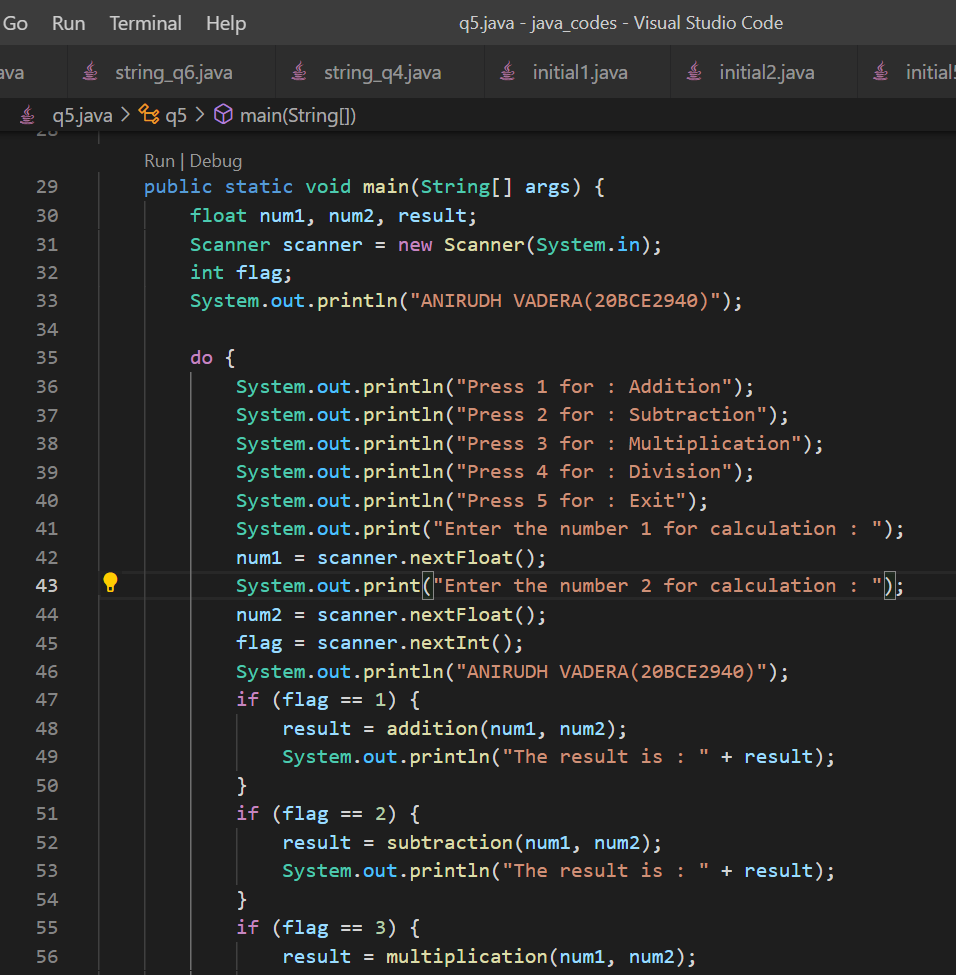 Go Run Terminal Help q5.java - java_codes - Visual Studio Code
ava string_q6.java string_q4.java initial1.java initial2.java initial5
q5.java > q5 > main(String[])
28
Run | Debug
29 public static void main(String[] args) {
30 float num1, num2, result;
31 Scanner scanner = new Scanner(System.in);
32 int flag;
33 System.out.println("ANIRUDH VADERA(20BCE2940)");
34
35 do {
36 System.out.println("Press 1 for : Addition");
37 System.out.println("Press 2 for : Subtraction");
38 System.out.println("Press 3 for : Multiplication");
39 System.out.println("Press 4 for : Division");
40 System.out.println("Press 5 for : Exit");
41 System.out.print("Enter the number 1 for calculation : ");
42 num1 = scanner.nextFloat();
43 System.out.print("Enter the number 2 for calculation : ");
44 num2 = scanner.nextFloat();
45 flag = scanner.nextInt();
46 System.out.println("ANIRUDH VADERA(20BCE2940)");
47 if (flag == 1) {
48 result = addition(num1, num2);
49 System.out.println("The result is : " + result);
50 }
51 if (flag == 2) {
52 result = subtraction(num1, num2);
53 System.out.println("The result is : " + result);
54 }
55 if (flag == 3) {
56 result = multiplication(num1, num2);